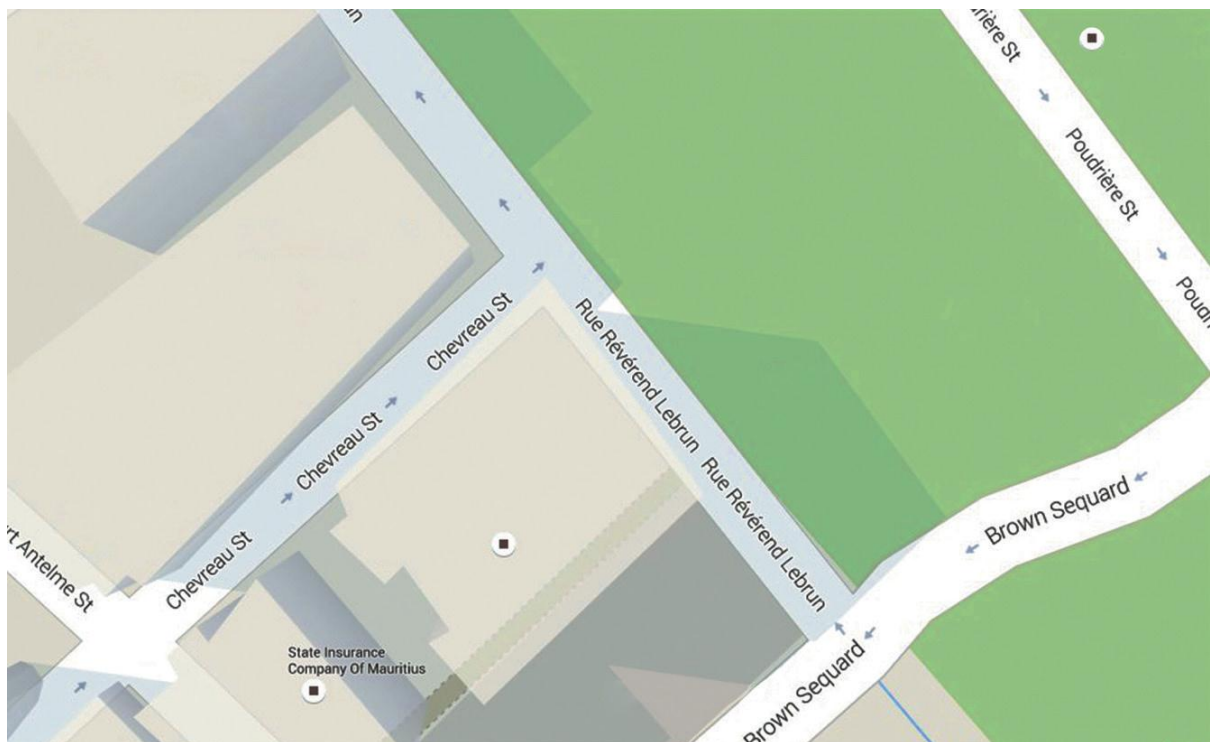 Poudrière St
Rue Révérend Lebrun
Chevreau St
Chevreau St
Rue Révérend Lebrun
Brown Sequard
Chevreau St
State Insurance
Company Of Mauritius
Brown Sequard